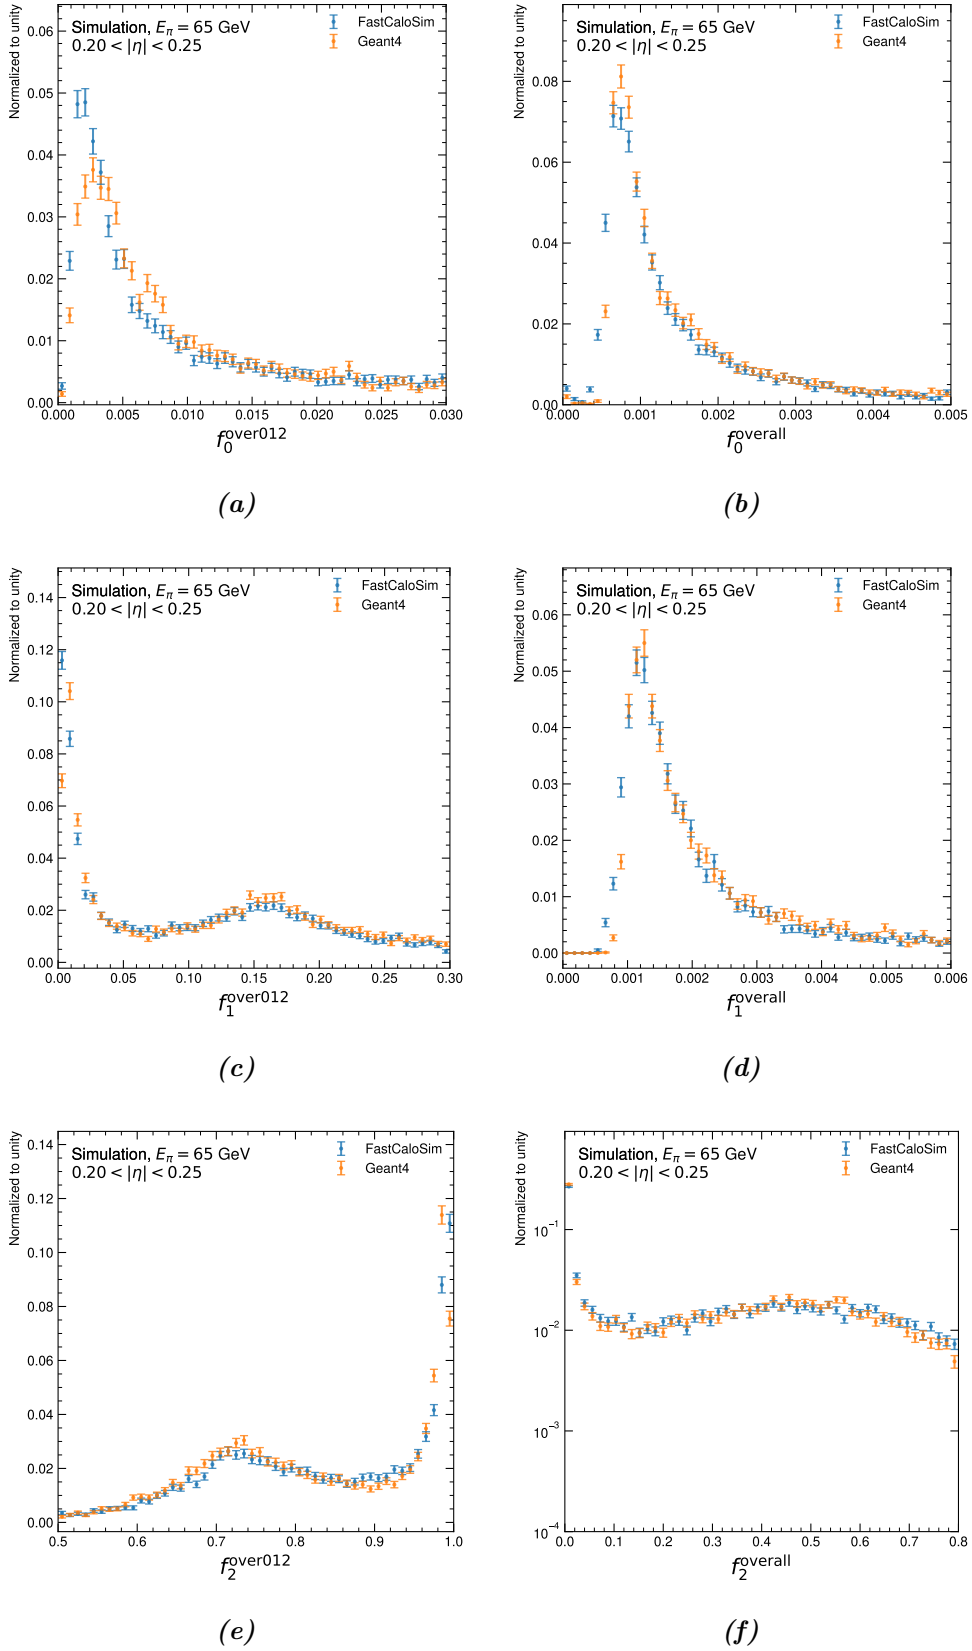 Normalized to unity
Simulation, E_π = 65 GeV
0.20 < |η| < 0.25
FastCaloSim
Geant4
0.06
0.05
0.04
0.03
0.02
0.01
0.00
0.000 0.005 0.010 0.015 0.020 0.025 0.030
f_0^over012
(a)
Normalized to unity
Simulation, E_π = 65 GeV
0.20 < |η| < 0.25
FastCaloSim
Geant4
0.08
0.06
0.04
0.02
0.00
0.000 0.001 0.002 0.003 0.004 0.005
f_0^overall
(b)
Normalized to unity
Simulation, E_π = 65 GeV
0.20 < |η| < 0.25
FastCaloSim
Geant4
0.14
0.12
0.10
0.08
0.06
0.04
0.02
0.00
0.00 0.05 0.10 0.15 0.20 0.25 0.30
f_1^over012
(c)
Normalized to unity
Simulation, E_π = 65 GeV
0.20 < |η| < 0.25
FastCaloSim
Geant4
0.06
0.05
0.04
0.03
0.02
0.01
0.00
0.000 0.001 0.002 0.003 0.004 0.005 0.006
f_1^overall
(d)
Normalized to unity
Simulation, E_π = 65 GeV
0.20 < |η| < 0.25
FastCaloSim
Geant4
0.14
0.12
0.10
0.08
0.06
0.04
0.02
0.00
0.5 0.6 0.7 0.8 0.9 1.0
f_2^over012
(e)
Normalized to unity
Simulation, E_π = 65 GeV
0.20 < |η| < 0.25
FastCaloSim
Geant4
10^−1
10^−2
10^−3
10^−4
0.0 0.1 0.2 0.3 0.4 0.5 0.6 0.7 0.8
f_2^overall
(f)